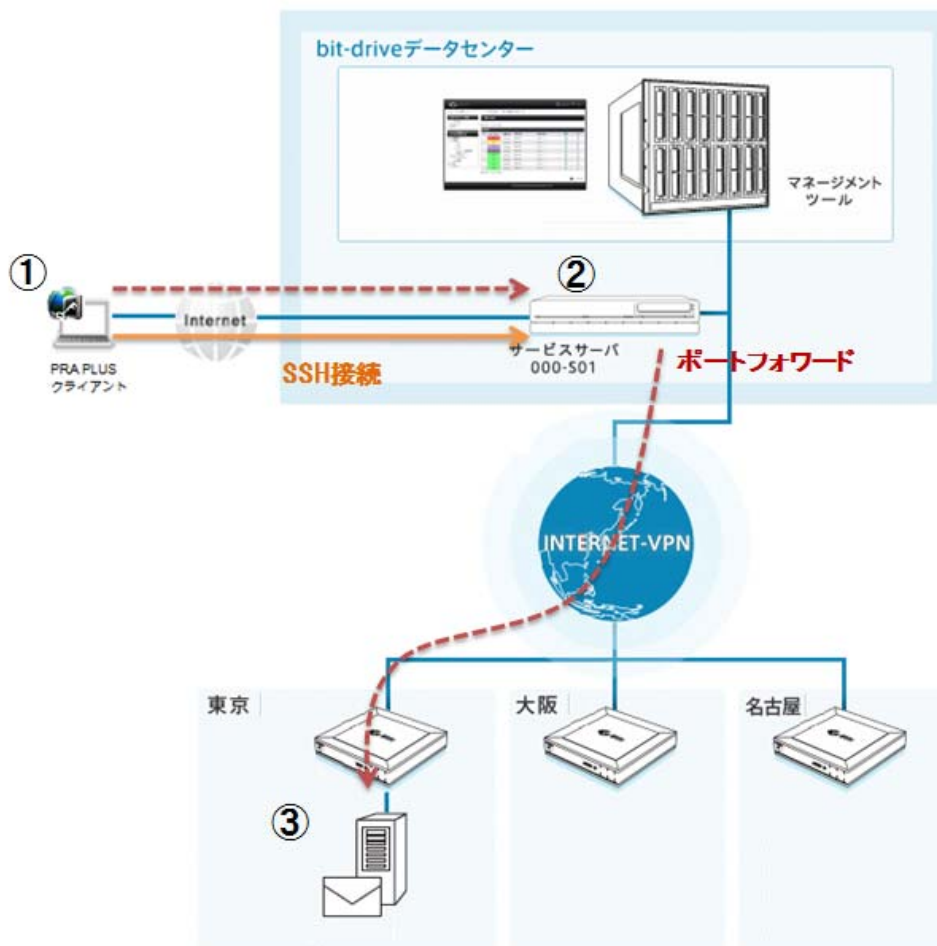 bit-driveデータセンター
マネージメント
ツール
①
②
Internet
サービスサーバ
000-S01
ポートフォワード
PRA PLUS
クライアント
SSH接続
INTERNET-VPN
東京
大阪
名古屋
③